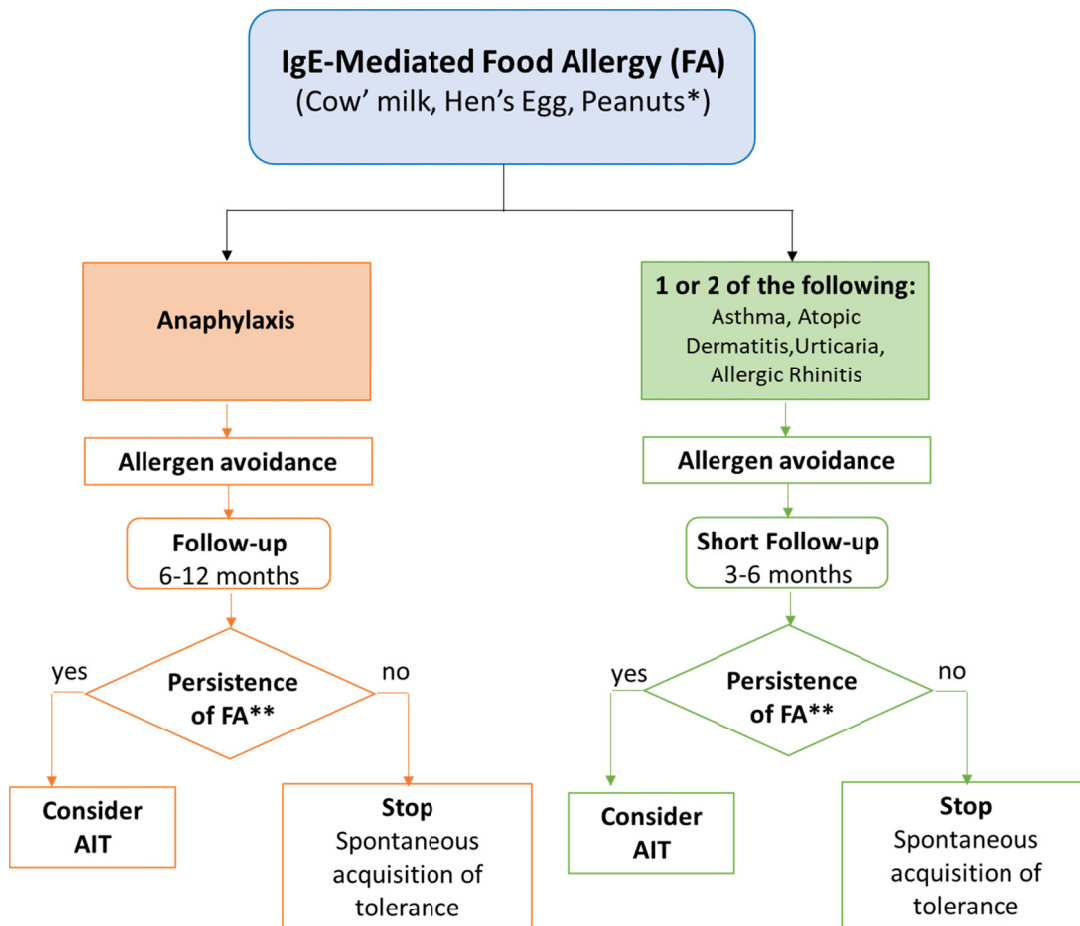 IgE-Mediated Food Allergy (FA)
(Cow' milk, Hen's Egg, Peanuts*)
Anaphylaxis
Allergen avoidance
Follow-up
6-12 months
yes
Persistence
of FA**
no
Consider
AIT
Stop
Spontaneous
acquisition of
tolerance
1 or 2 of the following:
Asthma, Atopic
Dermatitis,Urticaria,
Allergic Rhinitis
Allergen avoidance
Short Follow-up
3-6 months
yes
Persistence
of FA**
no
Consider
AIT
Stop
Spontaneous
acquisition of
tolerance